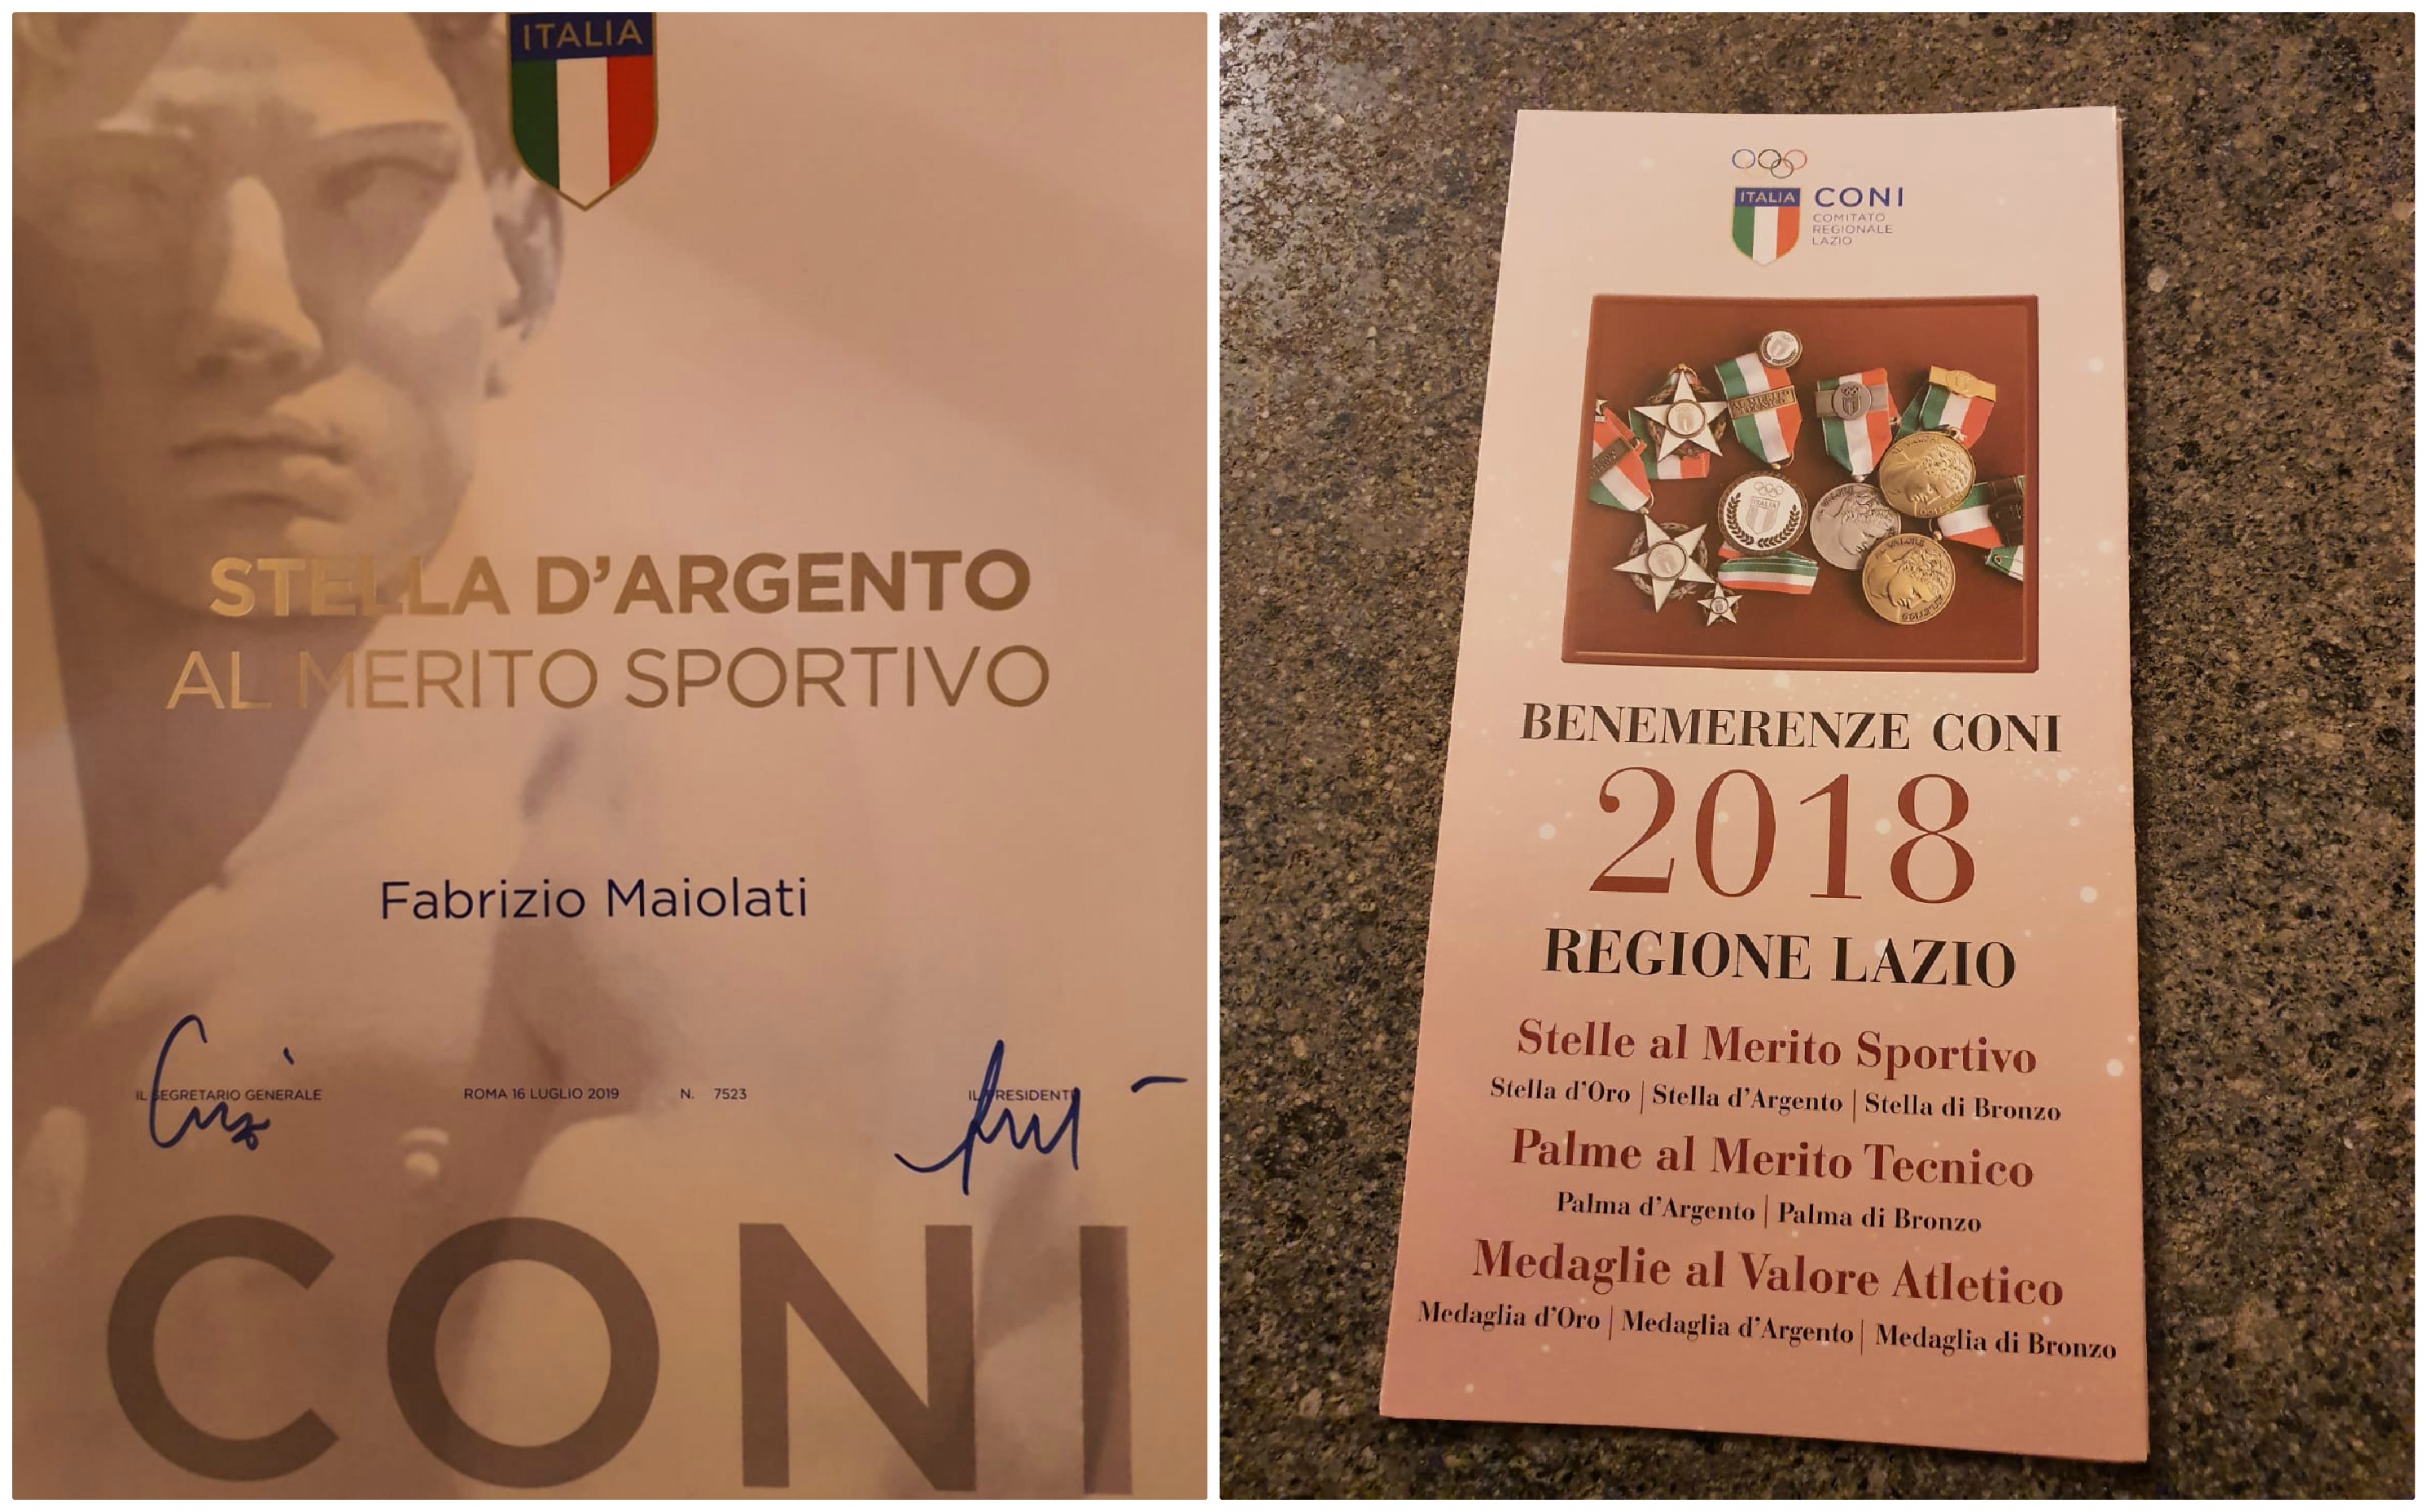 ITALIA
STELLA D'ARGENTO
AL MERITO SPORTIVO
Fabrizio Maiolati
IL SEGRETARIO GENERALE
ROMA 16 LUGLIO 2019 N. 7523
IL PRESIDENTE
CONI
ITALIA
CONI
COMITATO
REGIONALE
LAZIO
BENEMERENZE CONI
2018
REGIONE LAZIO
Stelle al Merito Sportivo
Stella d'Oro | Stella d'Argento | Stella di Bronzo
Palme al Merito Tecnico
Palma d'Argento | Palma di Bronzo
Medaglie al Valore Atletico
Medaglia d'Oro | Medaglia d'Argento | Medaglia di Bronzo